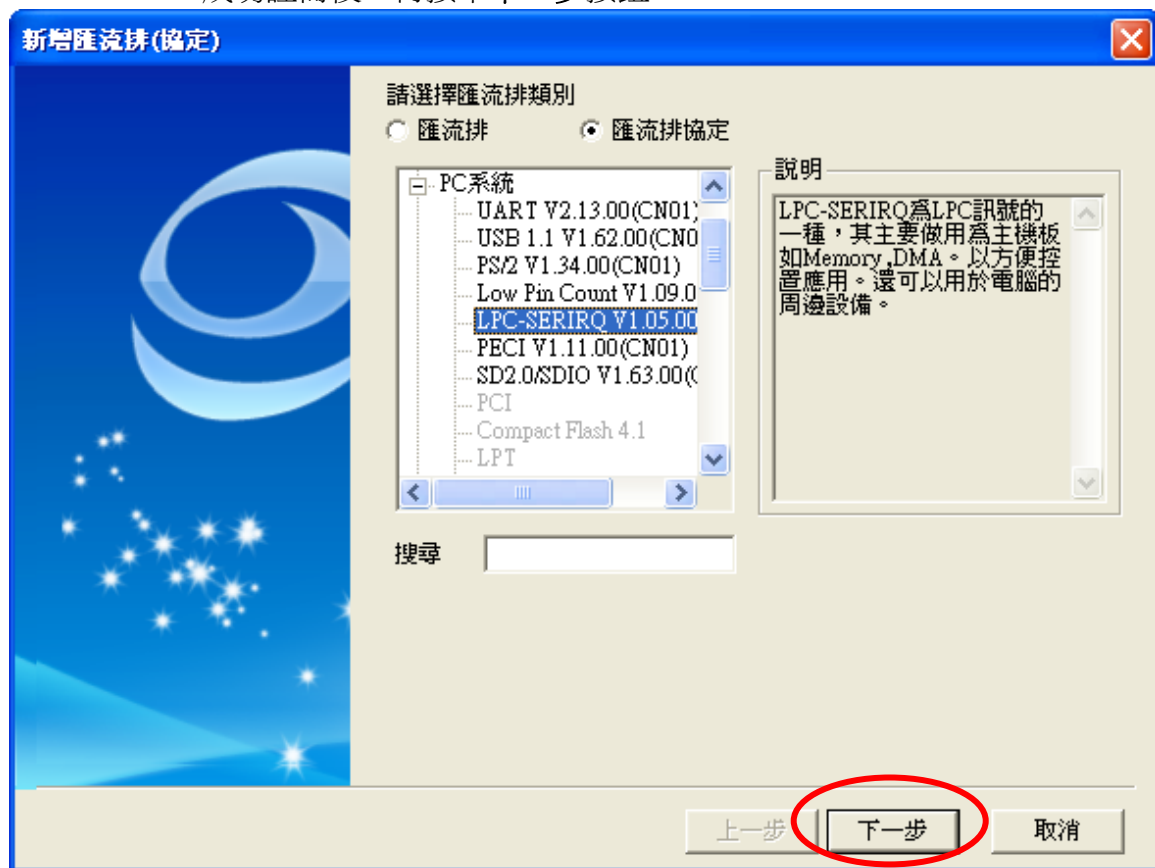 新增匯流排(協定)
請選擇匯流排類別
匯流排
匯流排協定
PC系統
UART V2.13.00(CN01)
USB 1.1 V1.62.00(CN0
PS/2 V1.34.00(CN01)
Low Pin Count V1.09.0
LPC-SERIRQ V1.05.00
PECI V1.11.00(CN01)
SD2.0/SDIO V1.63.00(
PCI
Compact Flash 4.1
LPT
說明
LPC-SERIRQ為LPC訊號的
一種，其主要做用為主機板
如Memory ,DMA。以方便控
置應用。還可以用於電腦的
周邊設備。
搜尋
上一步
下一步
取消